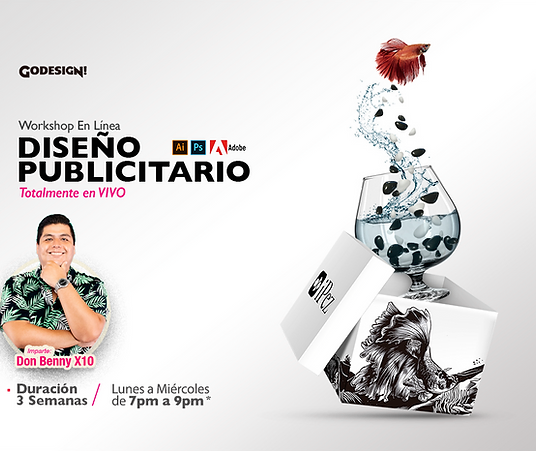 GODESIGN!
Workshop En Línea
DISEÑO
PUBLICITARIO
Ai Ps Adobe
Totalmente en VIVO
iPez
Imparte:
Don Benny X10
• Duración
3 Semanas
/ Lunes a Miércoles
de 7pm a 9pm*